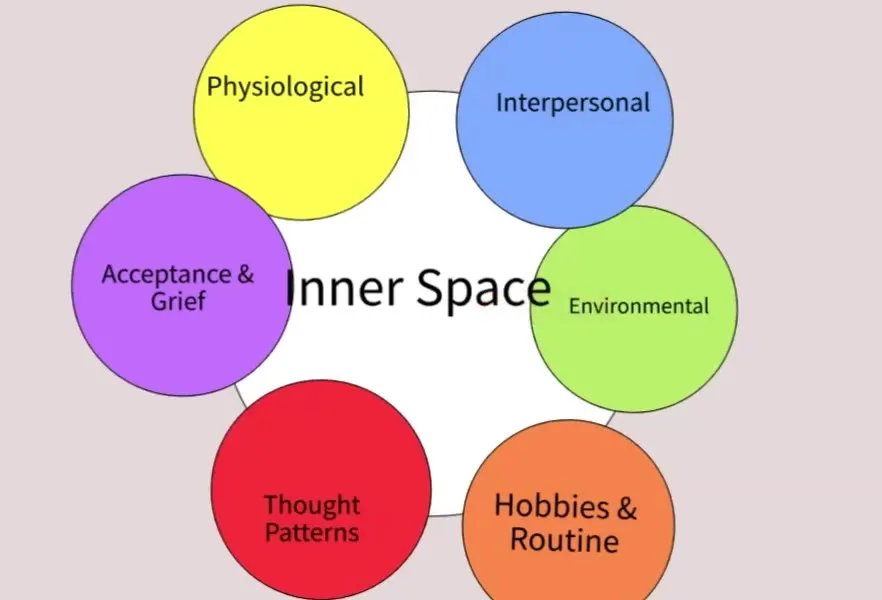 Physiological
Interpersonal
Acceptance &
Grief
Inner Space
Environmental
Thought
Patterns
Hobbies &
Routine